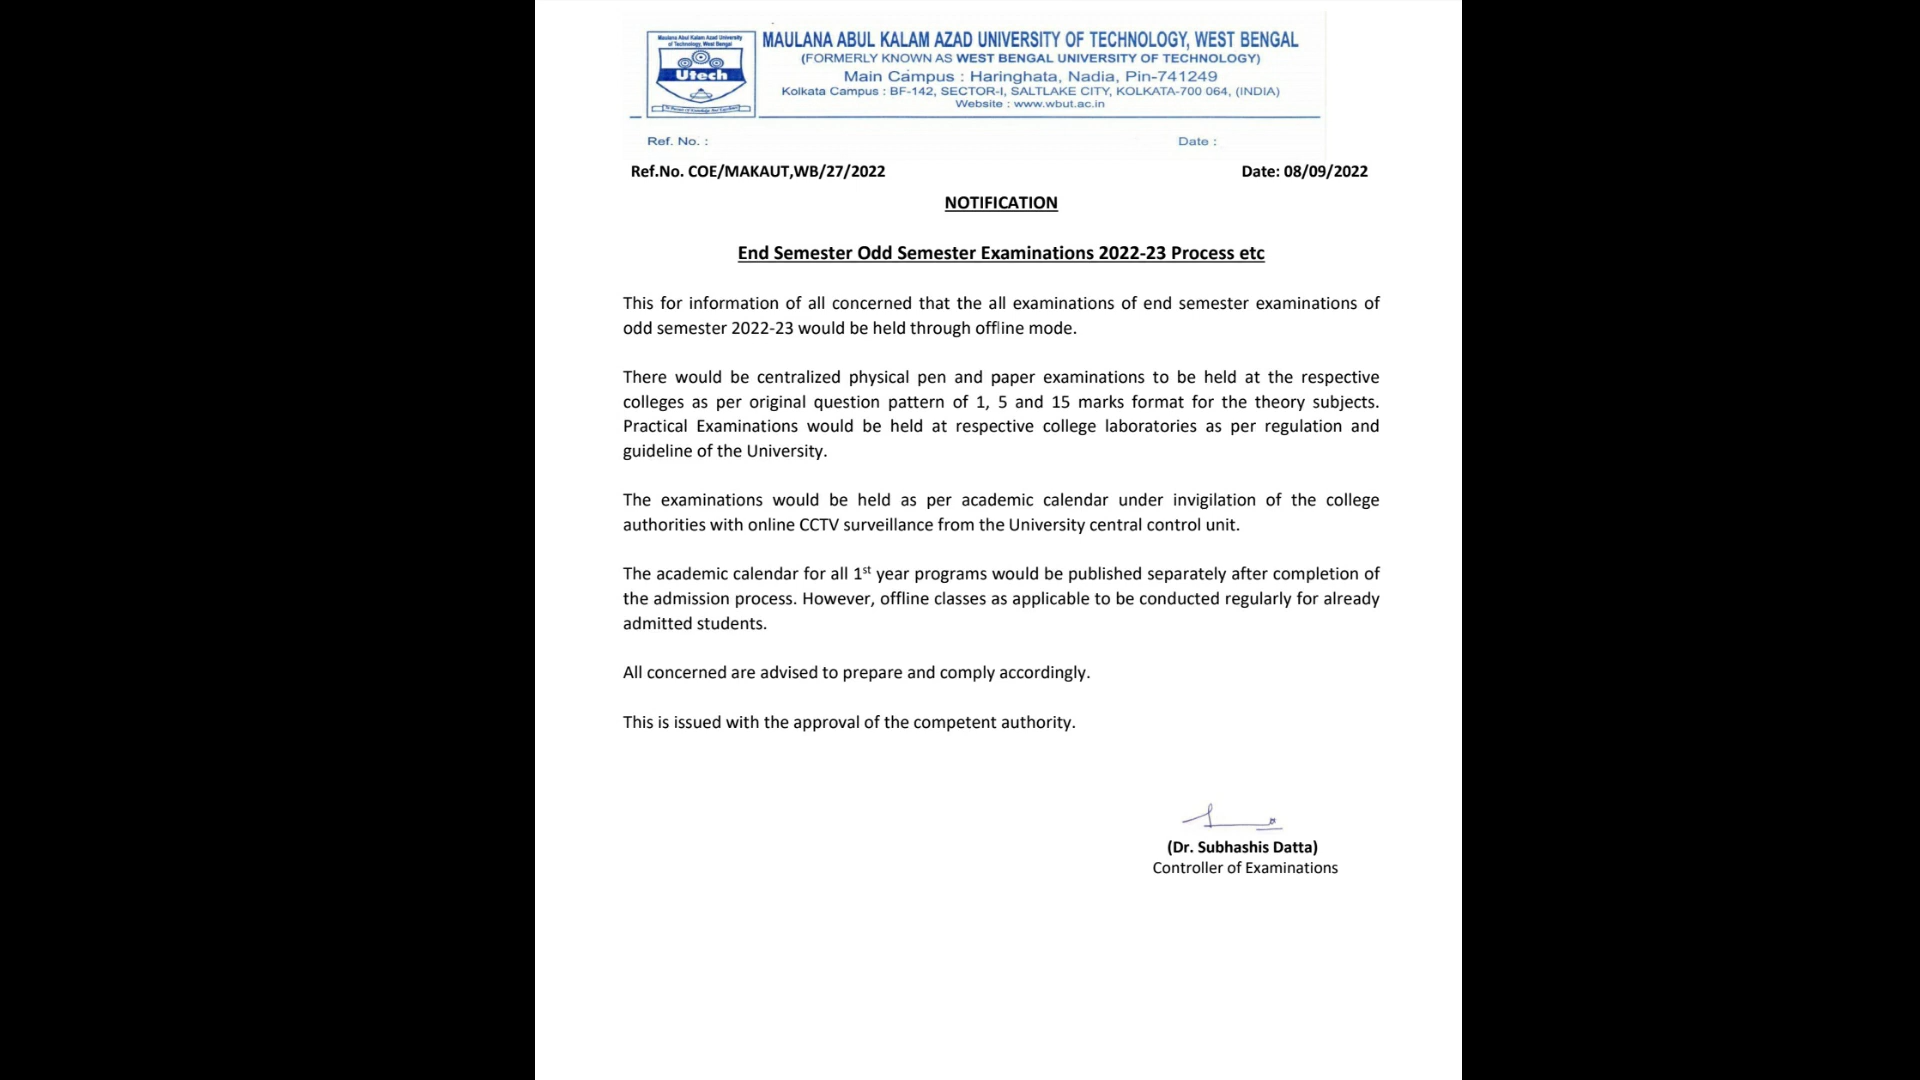 Maulana Abul Kalam Azad University
of Technology, West Bengal
Utech
MAULANA ABUL KALAM AZAD UNIVERSITY OF TECHNOLOGY, WEST BENGAL
(FORMERLY KNOWN AS WEST BENGAL UNIVERSITY OF TECHNOLOGY)
Main Campus : Haringhata, Nadia, Pin-741249
Kolkata Campus : BF-142, SECTOR-I, SALTLAKE CITY, KOLKATA-700 064, (INDIA)
Website : www.wbut.ac.in
Ref. No. : Date :
Ref.No. COE/MAKAUT,WB/27/2022 Date: 08/09/2022
NOTIFICATION
End Semester Odd Semester Examinations 2022-23 Process etc
This for information of all concerned that the all examinations of end semester examinations of
odd semester 2022-23 would be held through offline mode.
There would be centralized physical pen and paper examinations to be held at the respective
colleges as per original question pattern of 1, 5 and 15 marks format for the theory subjects.
Practical Examinations would be held at respective college laboratories as per regulation and
guideline of the University.
The examinations would be held as per academic calendar under invigilation of the college
authorities with online CCTV surveillance from the University central control unit.
The academic calendar for all 1st year programs would be published separately after completion of
the admission process. However, offline classes as applicable to be conducted regularly for already
admitted students.
All concerned are advised to prepare and comply accordingly.
This is issued with the approval of the competent authority.
(Dr. Subhashis Datta)
Controller of Examinations